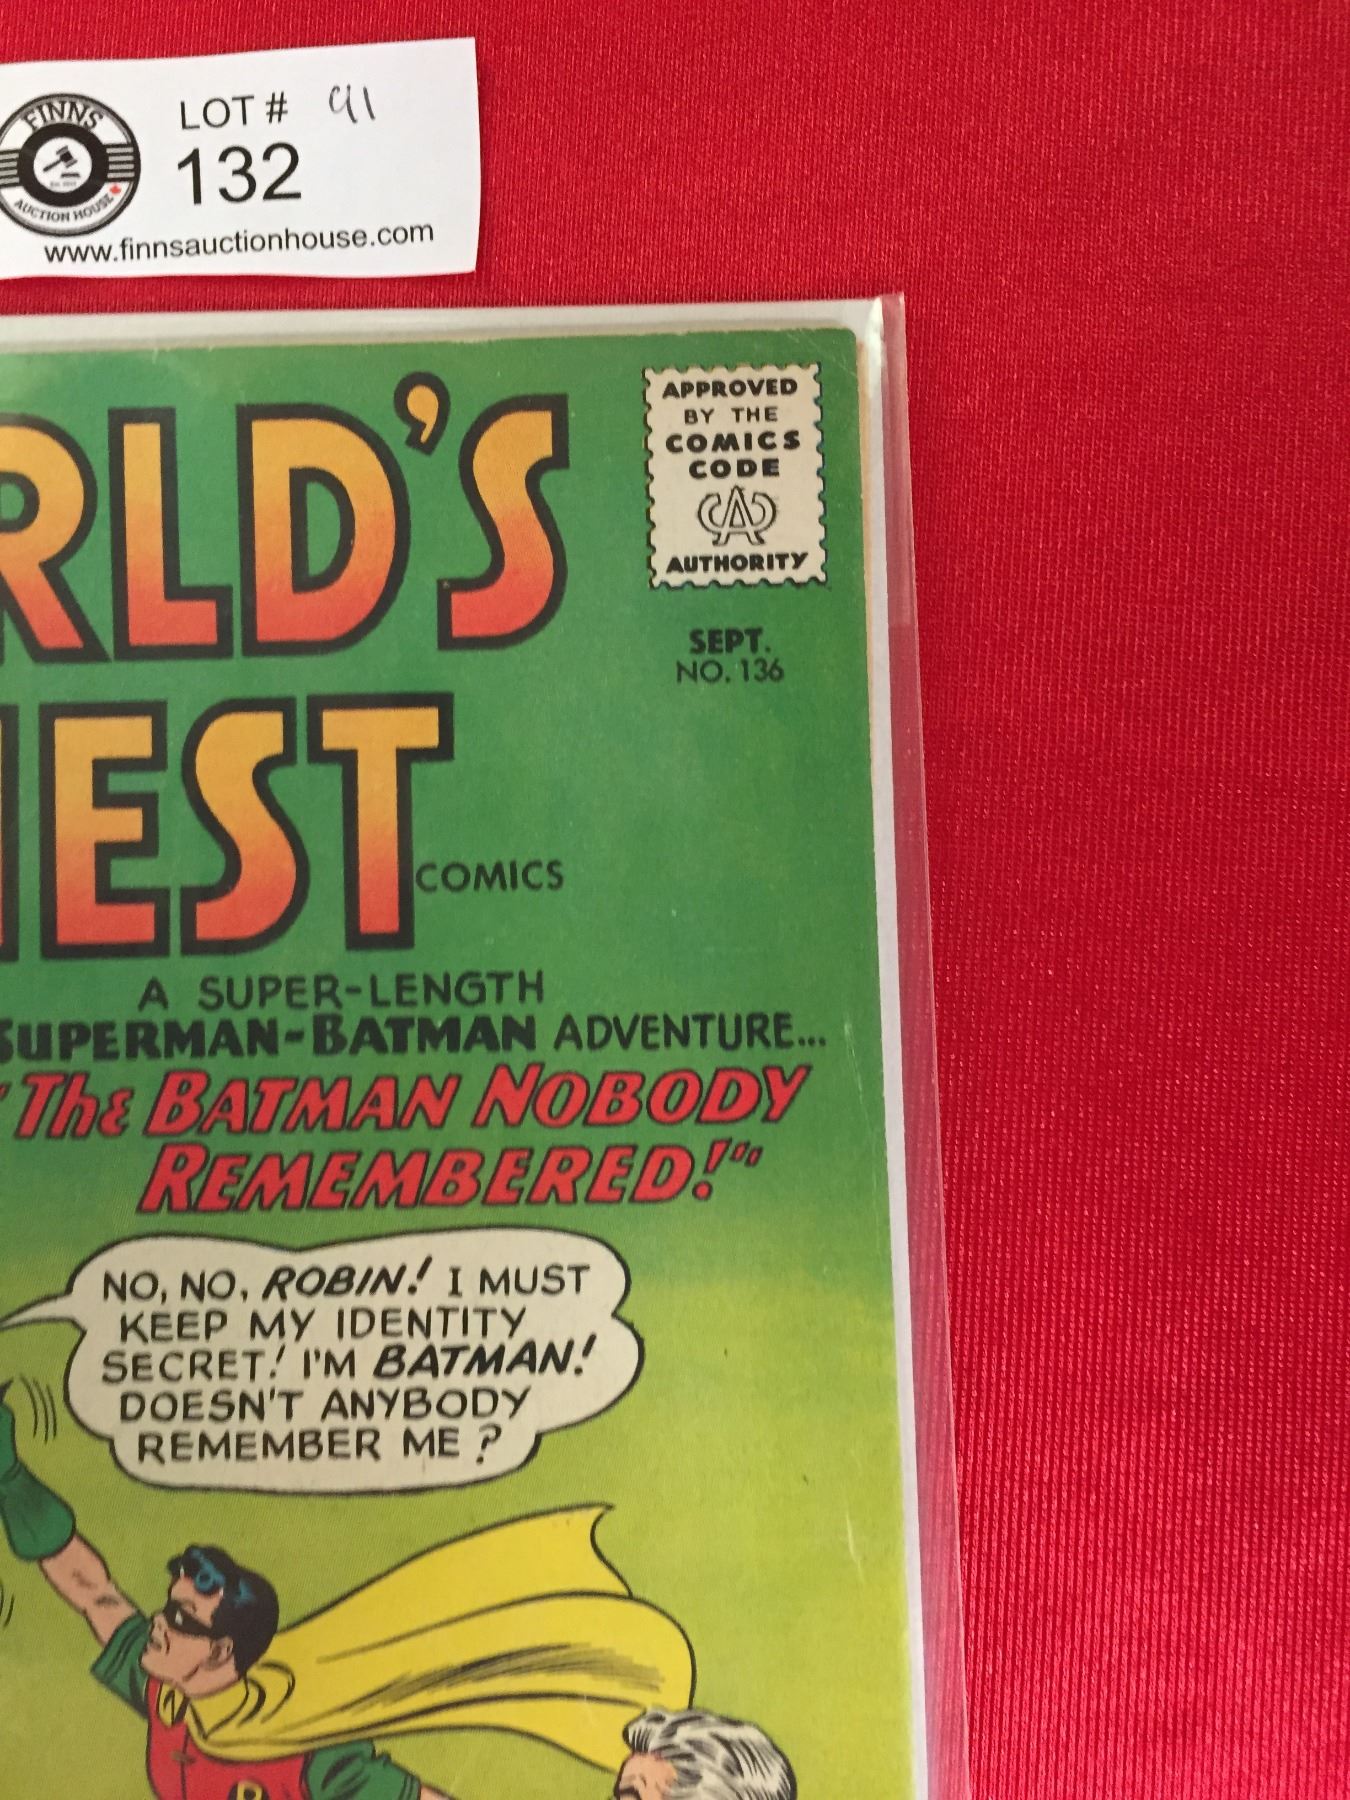 FINNS
AUCTION HOUSE
LOT # 91
132
www.finnsauctionhouse.com
RLD'S
EST
COMICS
APPROVED
BY THE
COMICS
CODE
AUTHORITY
SEPT.
NO. 136
A SUPER-LENGTH
SUPERMAN-BATMAN ADVENTURE...
"The BATMAN NOBODY
REMEMBERED!"
NO, NO, ROBIN! I MUST
KEEP MY IDENTITY
SECRET! I'M BATMAN!
DOESN'T ANYBODY
REMEMBER ME?
R